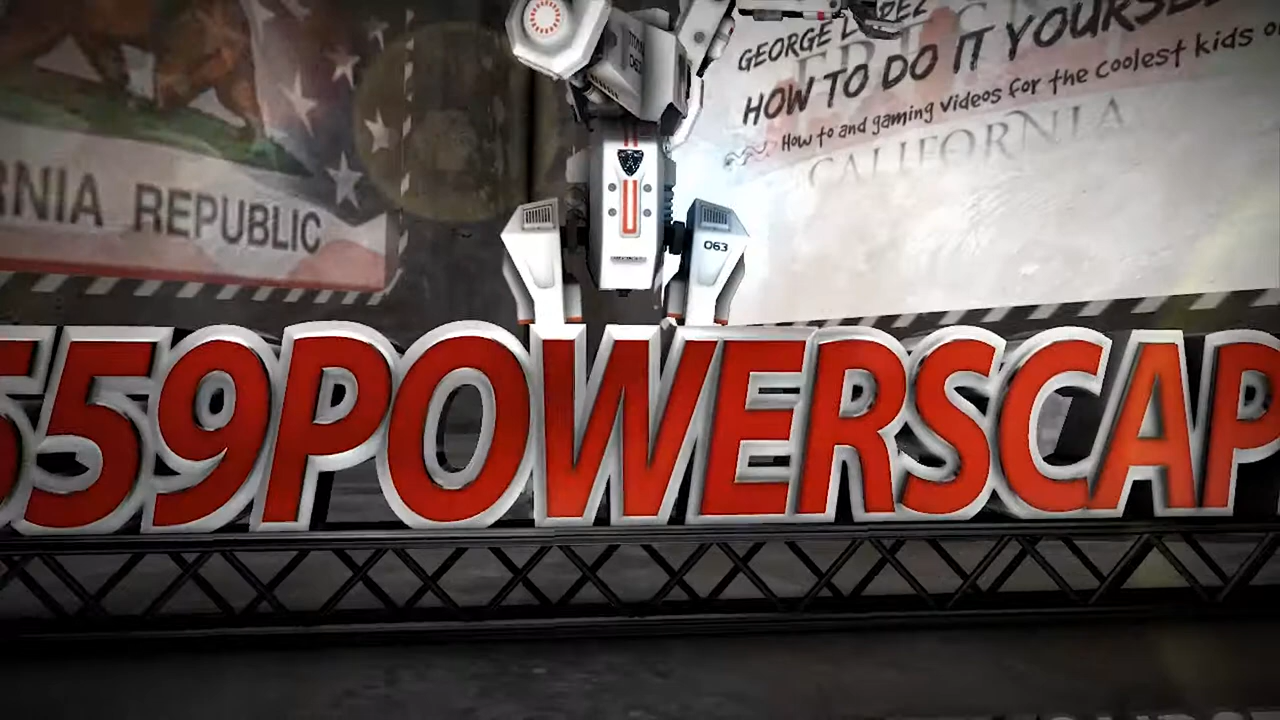 GEORGE LOPEZ
HOW TO DO IT YOURSE
How to and gaming videos for the coolest kids o
CALIFORNIA
RNIA REPUBLIC
063
559POWERSCAP